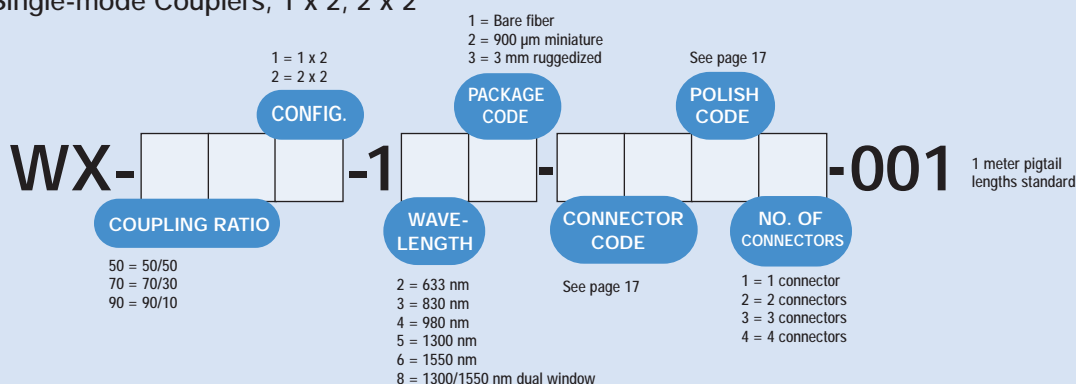 Single-mode Couplers, 1 x 2, 2 x 2
1 = Bare fiber
2 = 900 µm miniature
3 = 3 mm ruggedized
1 = 1 x 2
2 = 2 x 2
See page 17
CONFIG.
PACKAGE
CODE
POLISH
CODE
WX- -1 - -001
1 meter pigtail
lengths standard
COUPLING RATIO
WAVE-
LENGTH
CONNECTOR
CODE
NO. OF
CONNECTORS
50 = 50/50
70 = 70/30
90 = 90/10
2 = 633 nm
3 = 830 nm
4 = 980 nm
5 = 1300 nm
6 = 1550 nm
8 = 1300/1550 nm dual window
See page 17
1 = 1 connector
2 = 2 connectors
3 = 3 connectors
4 = 4 connectors